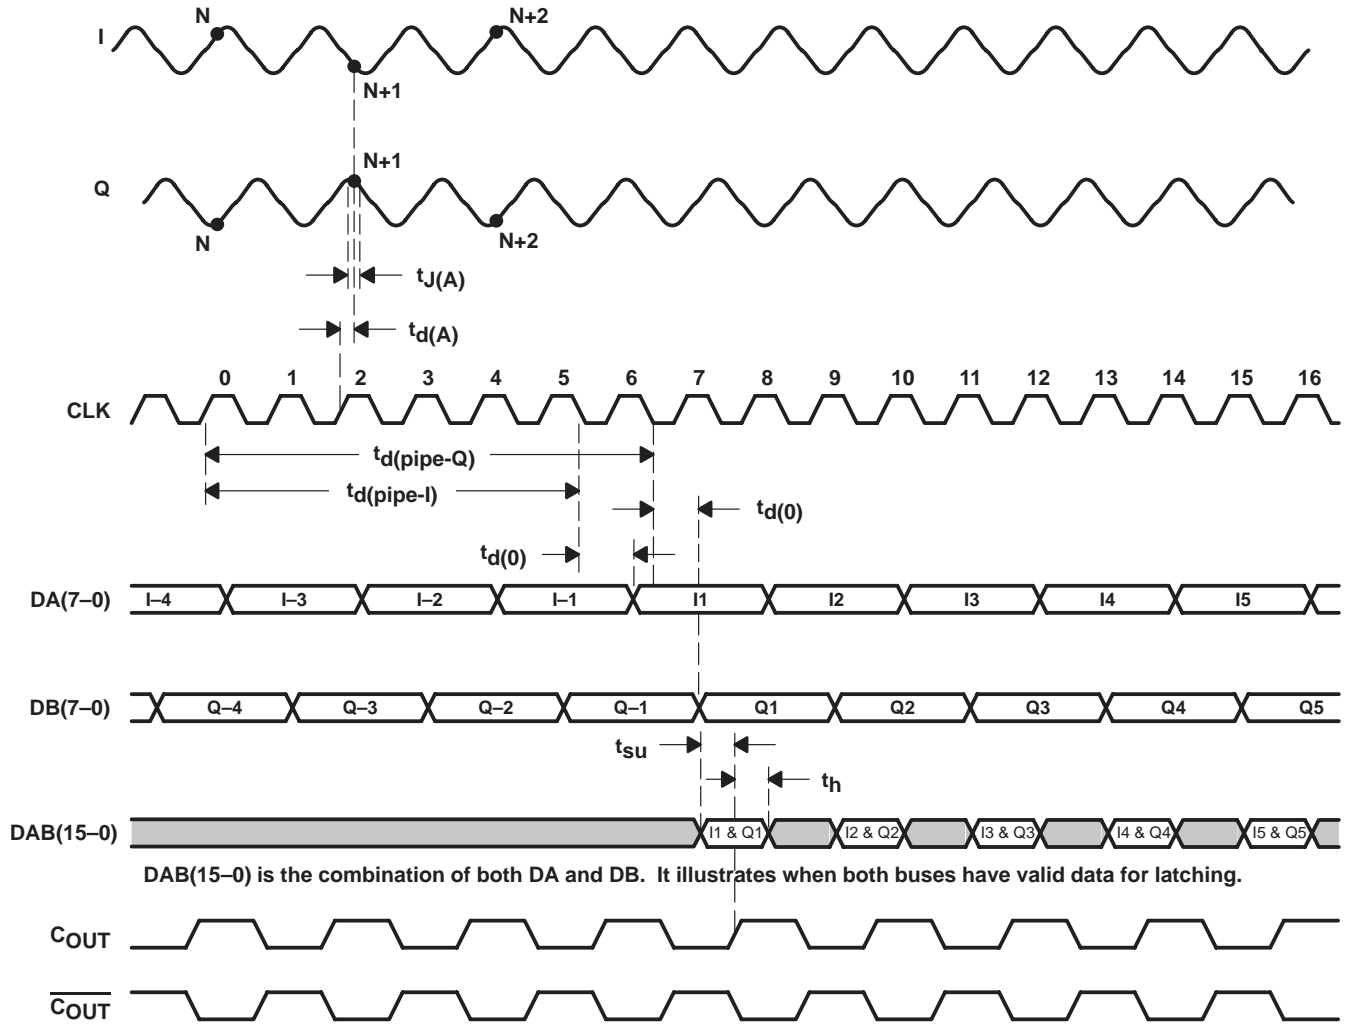 N
N+2
I
N+1
N+1
Q
N
N+2
tJ(A)
td(A)
0 1 2 3 4 5 6 7 8 9 10 11 12 13 14 15 16
CLK
td(pipe-Q)
td(pipe-I)
td(0)
td(0)
DA(7–0) I–4 I–3 I–2 I–1 I1 I2 I3 I4 I5
DB(7–0) Q–4 Q–3 Q–2 Q–1 Q1 Q2 Q3 Q4 Q5
tsu
th
DAB(15–0) I1 & Q1 I2 & Q2 I3 & Q3 I4 & Q4 I5 & Q5
DAB(15–0) is the combination of both DA and DB. It illustrates when both buses have valid data for latching.
COUT
COUT